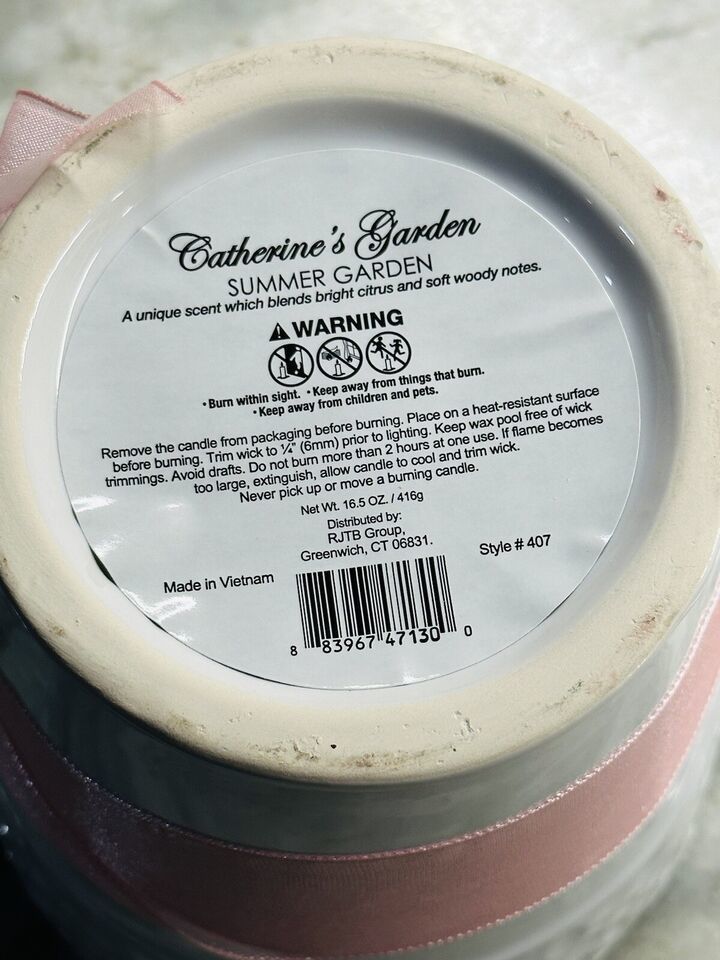 Catherine's Garden
SUMMER GARDEN
A unique scent which blends bright citrus and soft woody notes.
WARNING
•Burn within sight. •Keep away from things that burn.
•Keep away from children and pets.
Remove the candle from packaging before burning. Place on a heat-resistant surface
before burning. Trim wick to ¼" (6mm) prior to lighting. Keep wax pool free of wick
trimmings. Avoid drafts. Do not burn more than 2 hours at one use. If flame becomes
too large, extinguish, allow candle to cool and trim wick.
Never pick up or move a burning candle.
Net Wt. 16.5 OZ. / 416g
Distributed by:
RJTB Group,
Greenwich, CT 06831.
Made in Vietnam
Style # 407
8 83967 47130 0